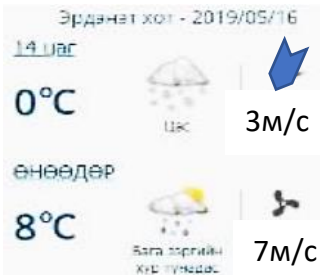 Эрдэнэт хот - 2019/05/16
14 цаг
0°C
Цас
3м/с
ӨНӨӨДӨР
8°C
Бага зэргийн
хур тунадас
7м/с